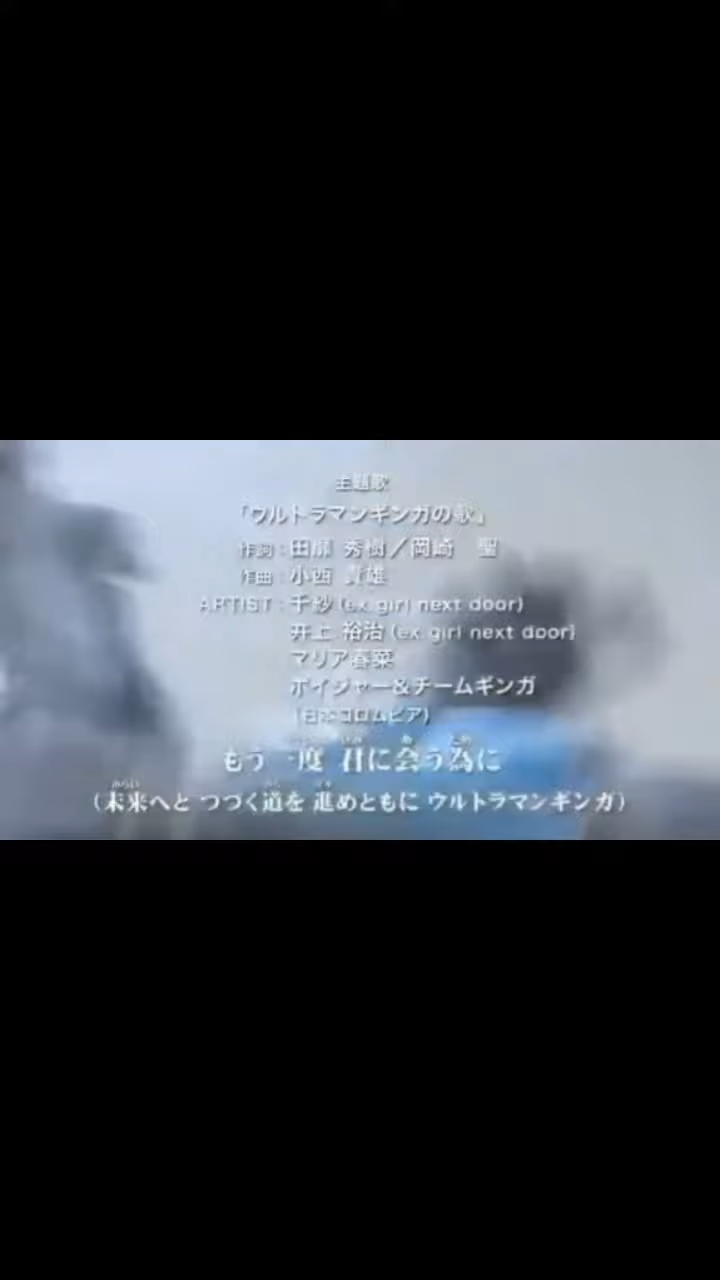 主題歌
「ウルトラマンギンガの歌」
作詞：田靡 秀樹／岡崎 聖
作曲：小西 貴雄
ARTIST：千紗 (ex. girl next door)
井上 裕治 (ex. girl next door)
マリア春菜
ボイジャー&チームギンガ
(日本コロムビア)
もう一度 君に会う為に
(未来へと つづく道を 進めともに ウルトラマンギンガ)